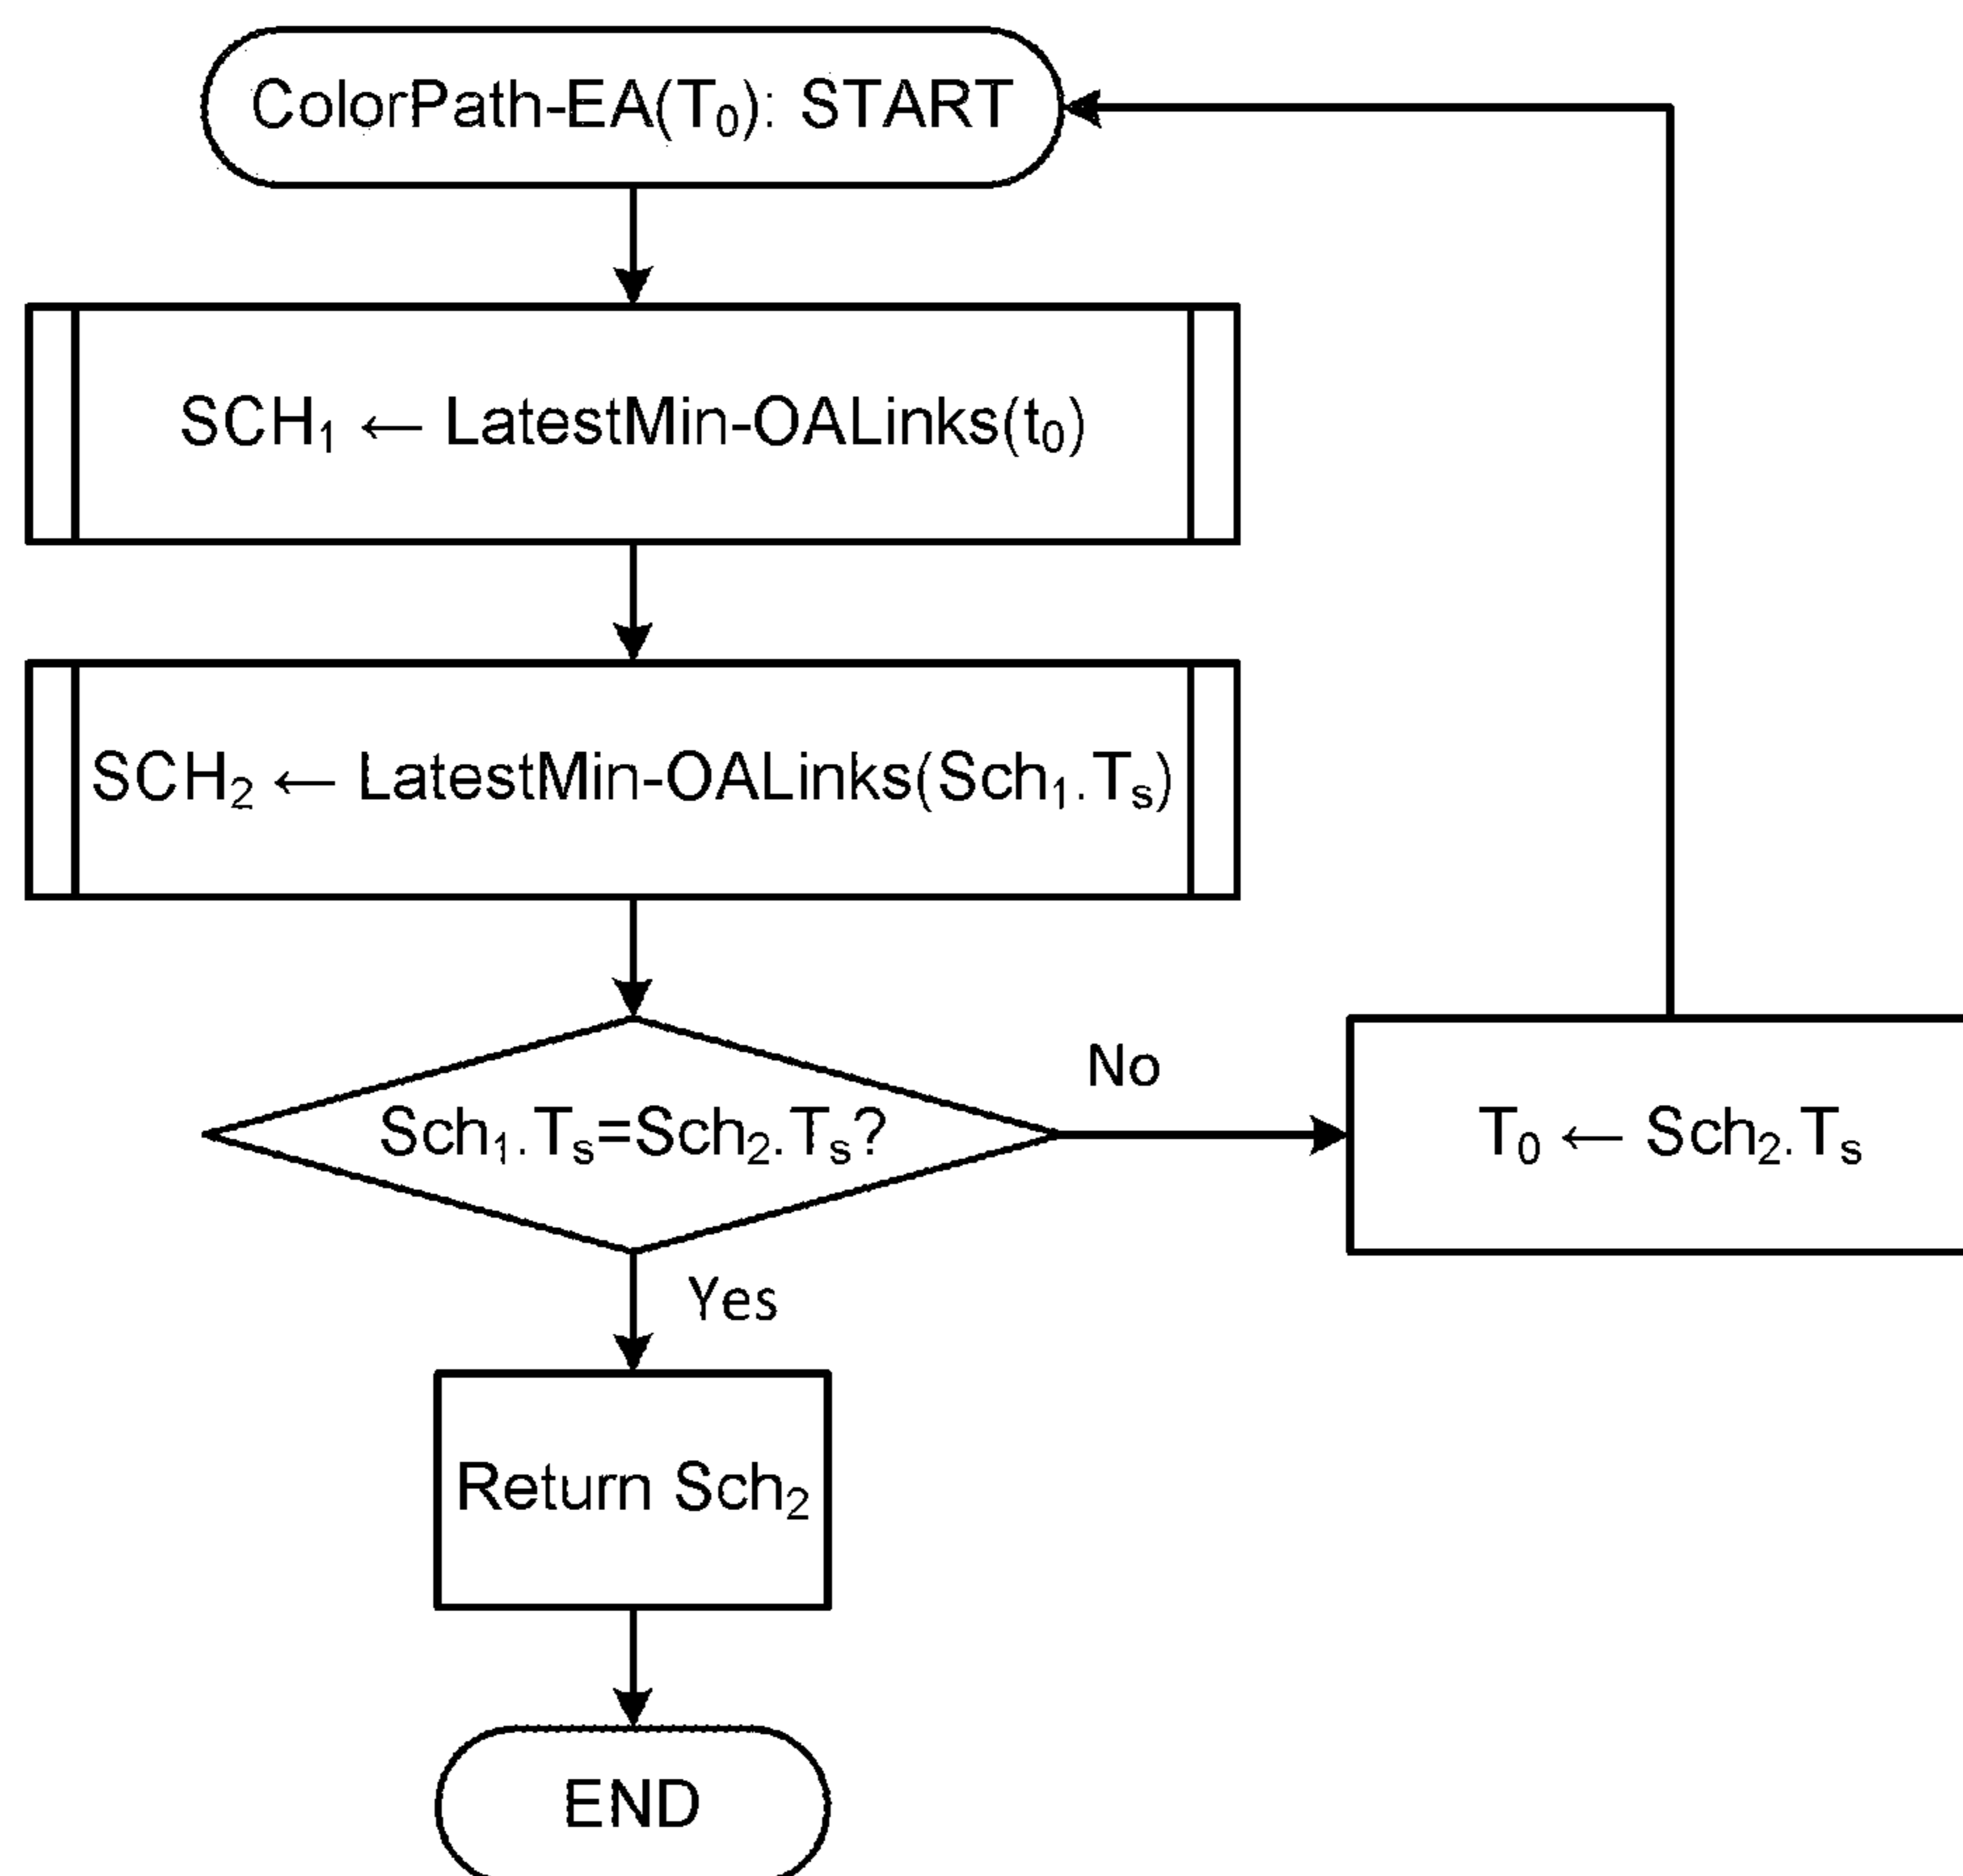 ColorPath-EA(T₀): START
SCH₁ ← LatestMin-OALinks(t₀)
SCH₂ ← LatestMin-OALinks(Sch₁.Tₛ)
Sch₁.Tₛ=Sch₂.Tₛ?
No
T₀ ← Sch₂.Tₛ
Yes
Return Sch₂
END